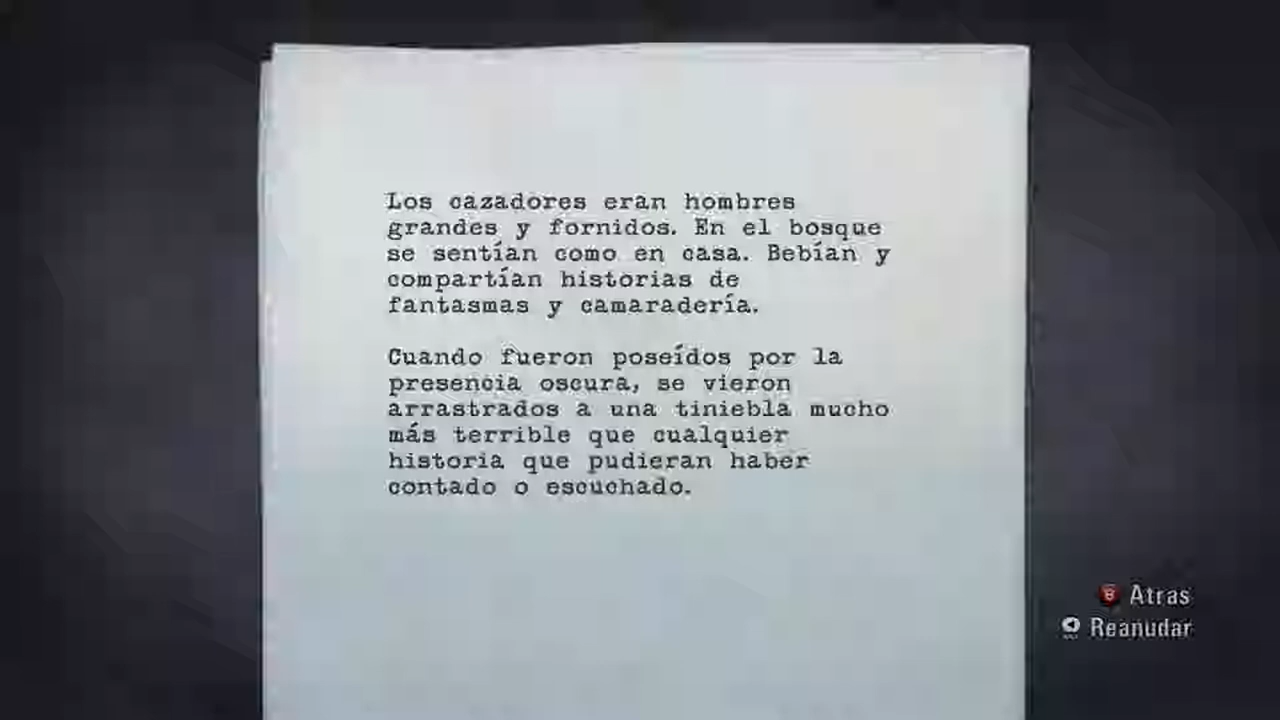 Los cazadores eran hombres
grandes y fornidos. En el bosque
se sentían como en casa. Bebían y
compartían historias de
fantasmas y camaradería.
Cuando fueron poseídos por la
presencia oscura, se vieron
arrastrados a una tiniebla mucho
más terrible que cualquier
historia que pudieran haber
contado o escuchado.
B Atras
Reanudar